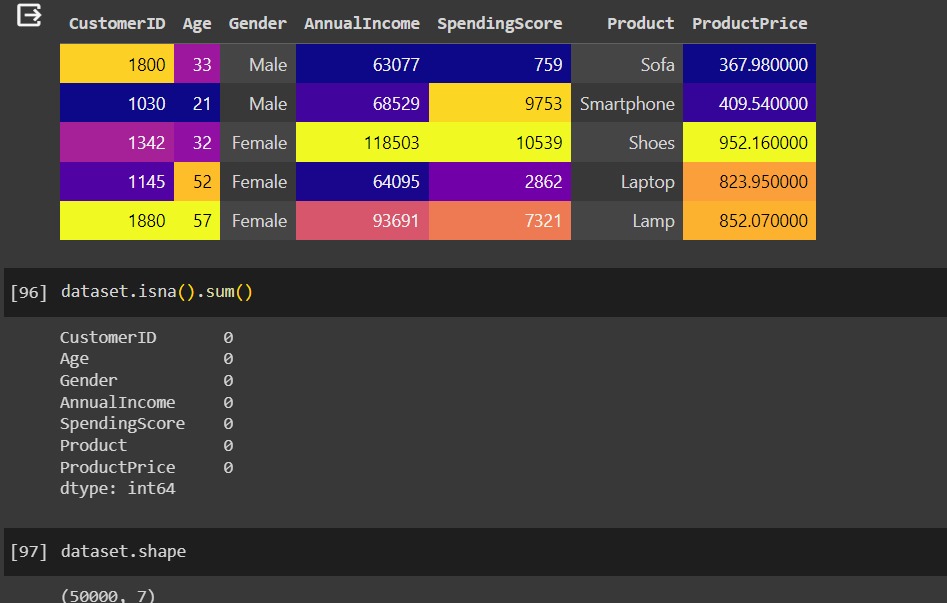 CustomerID Age Gender AnnualIncome SpendingScore Product ProductPrice
1800 33 Male 63077 759 Sofa 367.980000
1030 21 Male 68529 9753 Smartphone 409.540000
1342 32 Female 118503 10539 Shoes 952.160000
1145 52 Female 64095 2862 Laptop 823.950000
1880 57 Female 93691 7321 Lamp 852.070000
[96] dataset.isna().sum()
CustomerID 0
Age 0
Gender 0
AnnualIncome 0
SpendingScore 0
Product 0
ProductPrice 0
dtype: int64
[97] dataset.shape
(50000, 7)